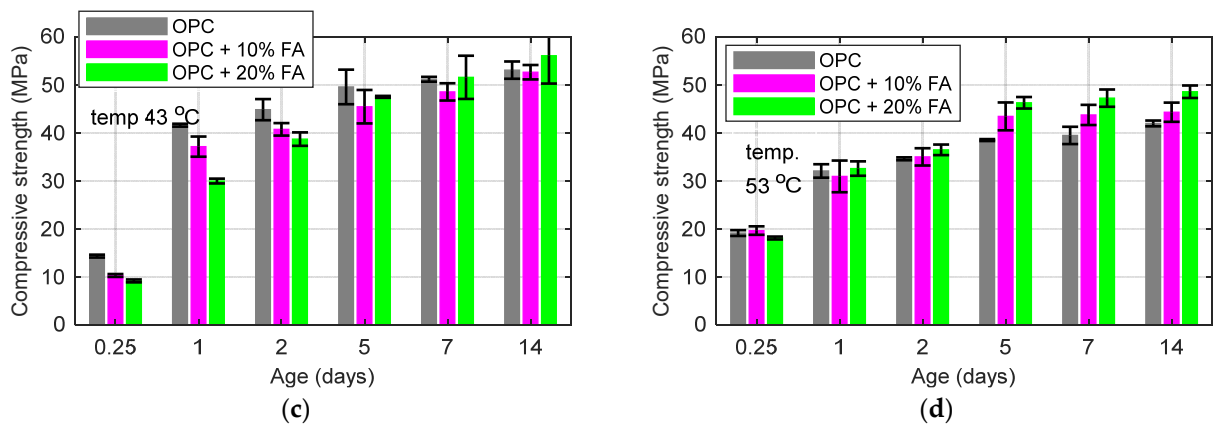 OPC
OPC + 10% FA
OPC + 20% FA
temp 43 °C
Compressive strength (MPa)
60
50
40
30
20
10
0
0.25 1 2 5 7 14
Age (days)
(c)
OPC
OPC + 10% FA
OPC + 20% FA
temp.
53 °C
Compressive strength (MPa)
60
50
40
30
20
10
0
0.25 1 2 5 7 14
Age (days)
(d)